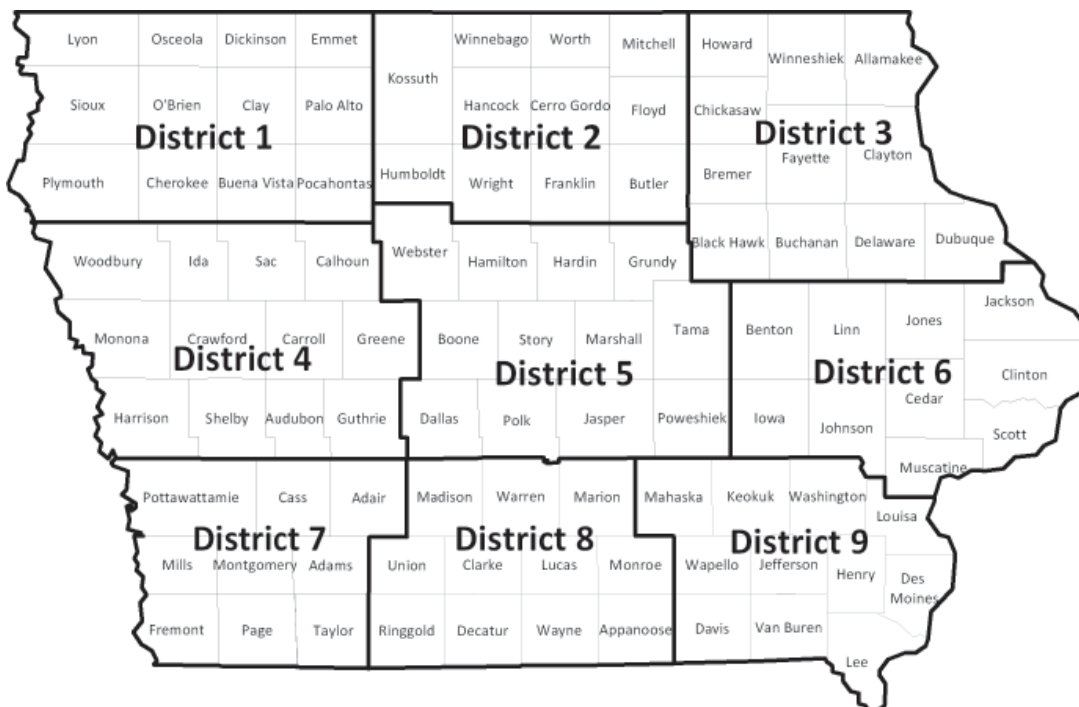 Lyon Osceola Dickinson Emmet
Sioux O'Brien Clay Palo Alto
District 1
Plymouth Cherokee Buena Vista Pocahontas
Kossuth Winnebago Worth Mitchell
Hancock Cerro Gordo Floyd
District 2
Humboldt Wright Franklin Butler
Howard Winneshiek Allamakee
Chickasaw
District 3
Bremer Fayette Clayton
Black Hawk Buchanan Delaware Dubuque
Woodbury Ida Sac Calhoun
Monona Crawford Carroll Greene
District 4
Harrison Shelby Audubon Guthrie
Webster Hamilton Hardin Grundy
Boone Story Marshall Tama
District 5
Dallas Polk Jasper Poweshiek
Benton Linn Jones Jackson
District 6
Clinton
Iowa Johnson Cedar Scott
Muscatine
Pottawattamie Cass Adair
District 7
Mills Montgomery Adams
Fremont Page Taylor
Madison Warren Marion
District 8
Union Clarke Lucas Monroe
Ringgold Decatur Wayne Appanoose
Mahaska Keokuk Washington Louisa
District 9
Wapello Jefferson Henry Des
Moines
Davis Van Buren Lee